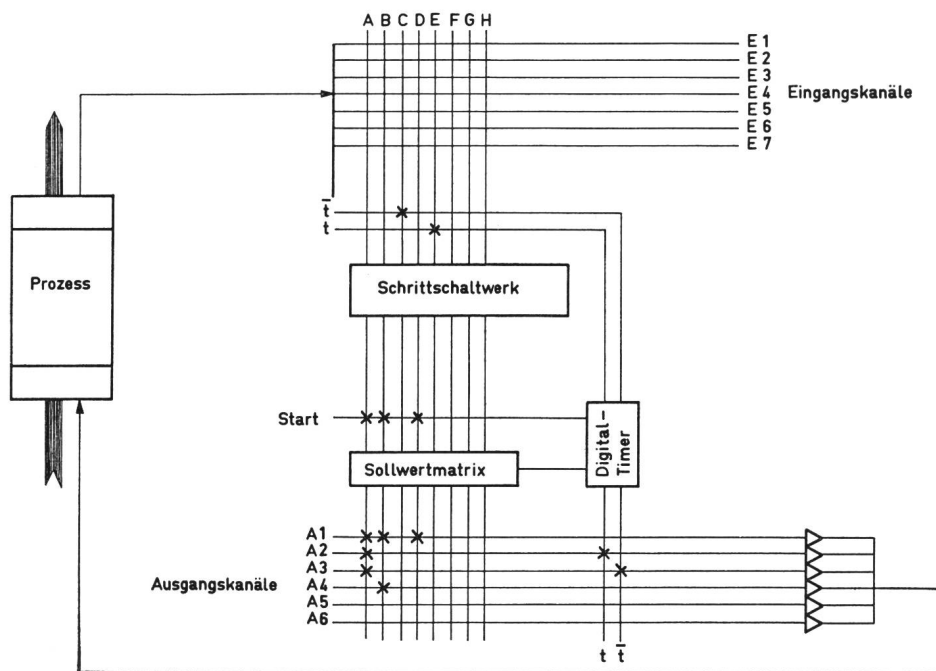 A B C D E F G H
E 1
E 2
E 3
E 4
E 5
E 6
E 7
Eingangskanäle
t̄
t
Prozess
Schrittschaltwerk
Start
Sollwertmatrix
Digital-
Timer
A1
A2
A3
A4
A5
A6
Ausgangskanäle
t t̄